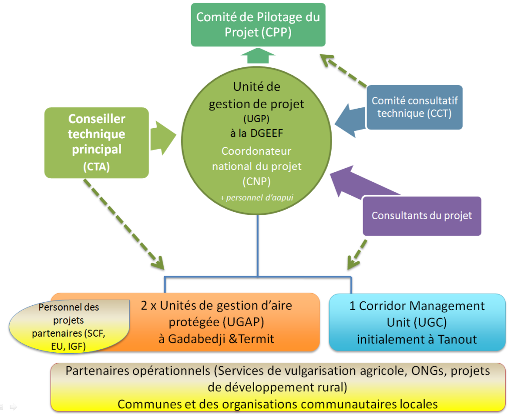 Comité de Pilotage du
Projet (CPP)
Unité de
gestion de projet
(UGP)
à la DGEEF
Coordonateur
national du projet
(CNP)
+ personnel d'aapui
Conseiller
technique
principal
(CTA)
Comité consultatif
technique (CCT)
Consultants du projet
Personnel des
projets
partenaires (SCF,
EU, IGF)
2 x Unités de gestion d'aire
protégée (UGAP)
à Gadabedji &Termit
1 Corridor Management
Unit (UGC)
initialement à Tanout
Partenaires opérationnels (Services de vulgarisation agricole, ONGs, projets
de développement rural)
Communes et des organisations communautaires locales